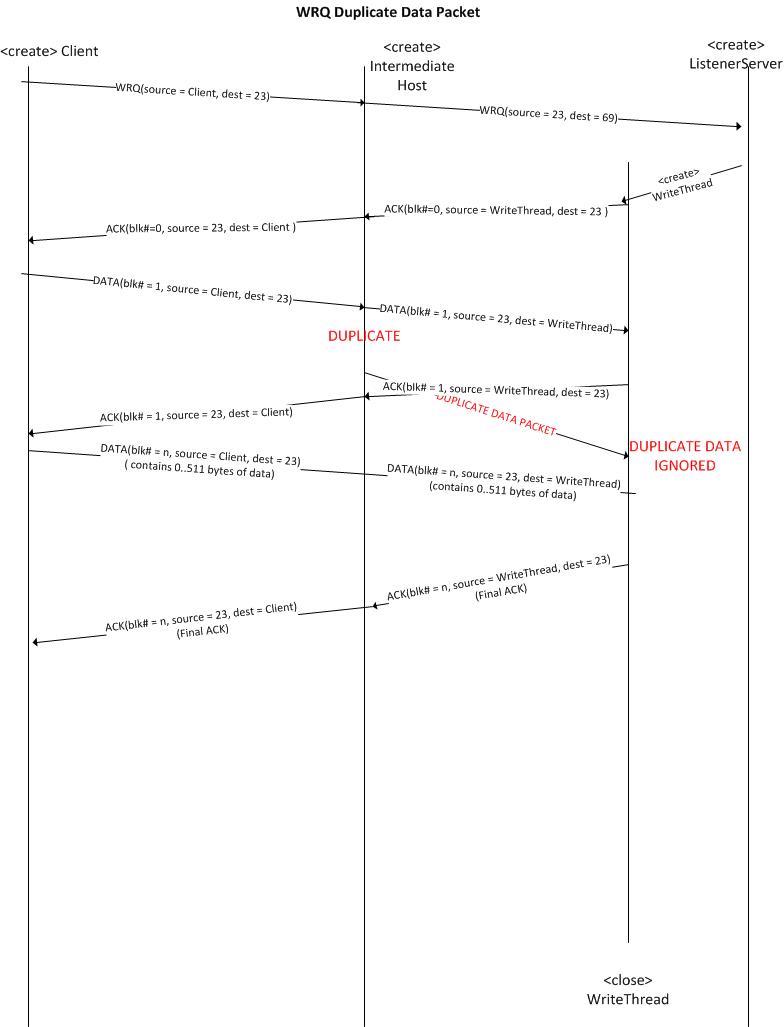 WRQ Duplicate Data Packet
<create> Client
<create>
Intermediate
Host
<create>
ListenerServer
WRQ(source = Client, dest = 23)
WRQ(source = 23, dest = 69)
<create>
WriteThread
ACK(blk#=0, source = WriteThread, dest = 23 )
ACK(blk#=0, source = 23, dest = Client )
DATA(blk# = 1, source = Client, dest = 23)
DATA(blk# = 1, source = 23, dest = WriteThread)
DUPLICATE
ACK(blk# = 1, source = WriteThread, dest = 23)
DUPLICATE DATA PACKET
ACK(blk# = 1, source = 23, dest = Client)
DUPLICATE DATA
IGNORED
DATA(blk# = n, source = Client, dest = 23)
( contains 0..511 bytes of data)
DATA(blk# = n, source = 23, dest = WriteThread)
(contains 0..511 bytes of data)
ACK(blk# = n, source = WriteThread, dest = 23)
(Final ACK)
ACK(blk# = n, source = 23, dest = Client)
(Final ACK)
<close>
WriteThread